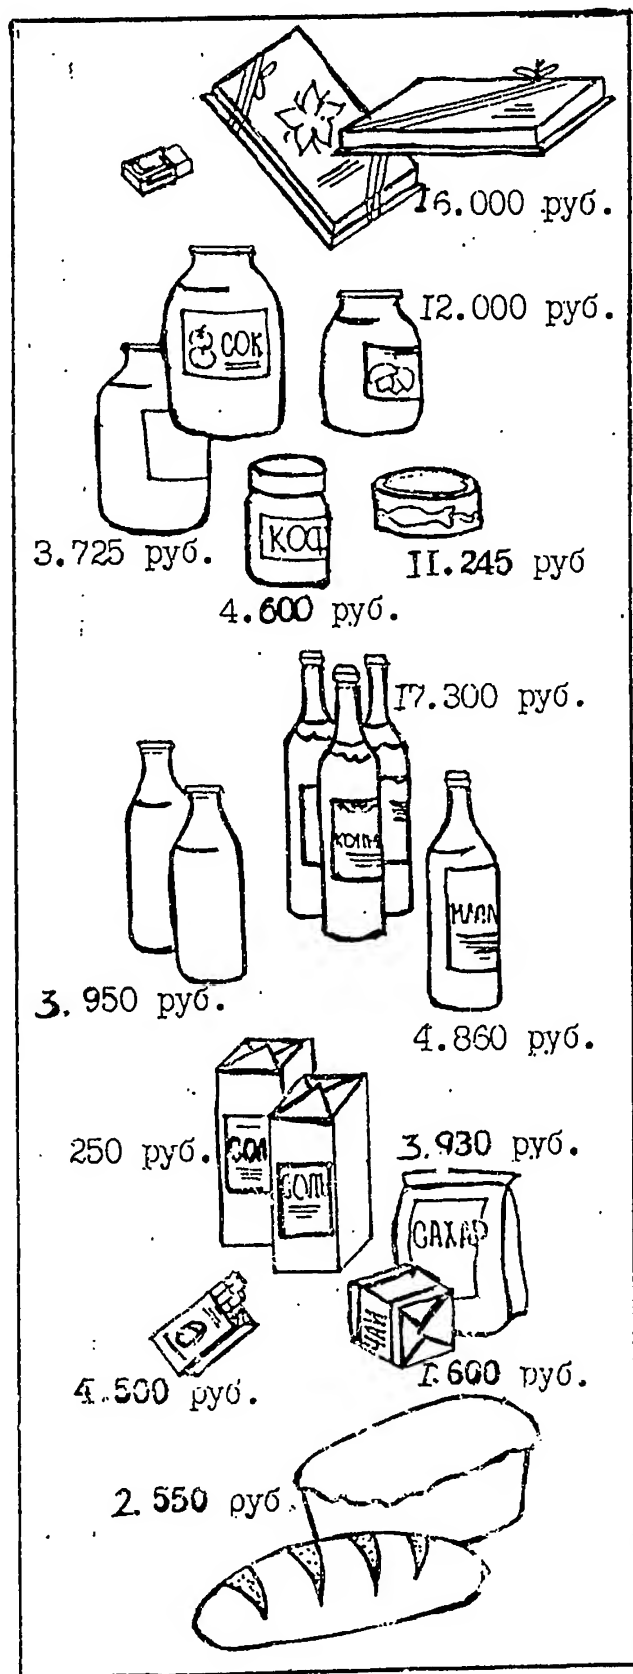 16.000 руб.
12.000 руб.
СОК
3.725 руб.
КОФ
11.245 руб
4.600 руб.
17.300 руб.
3.950 руб.
4.860 руб.
250 руб.
3.930 руб.
САХАР
ЧАЙ
4.500 руб.
1.600 руб.
2.550 руб.